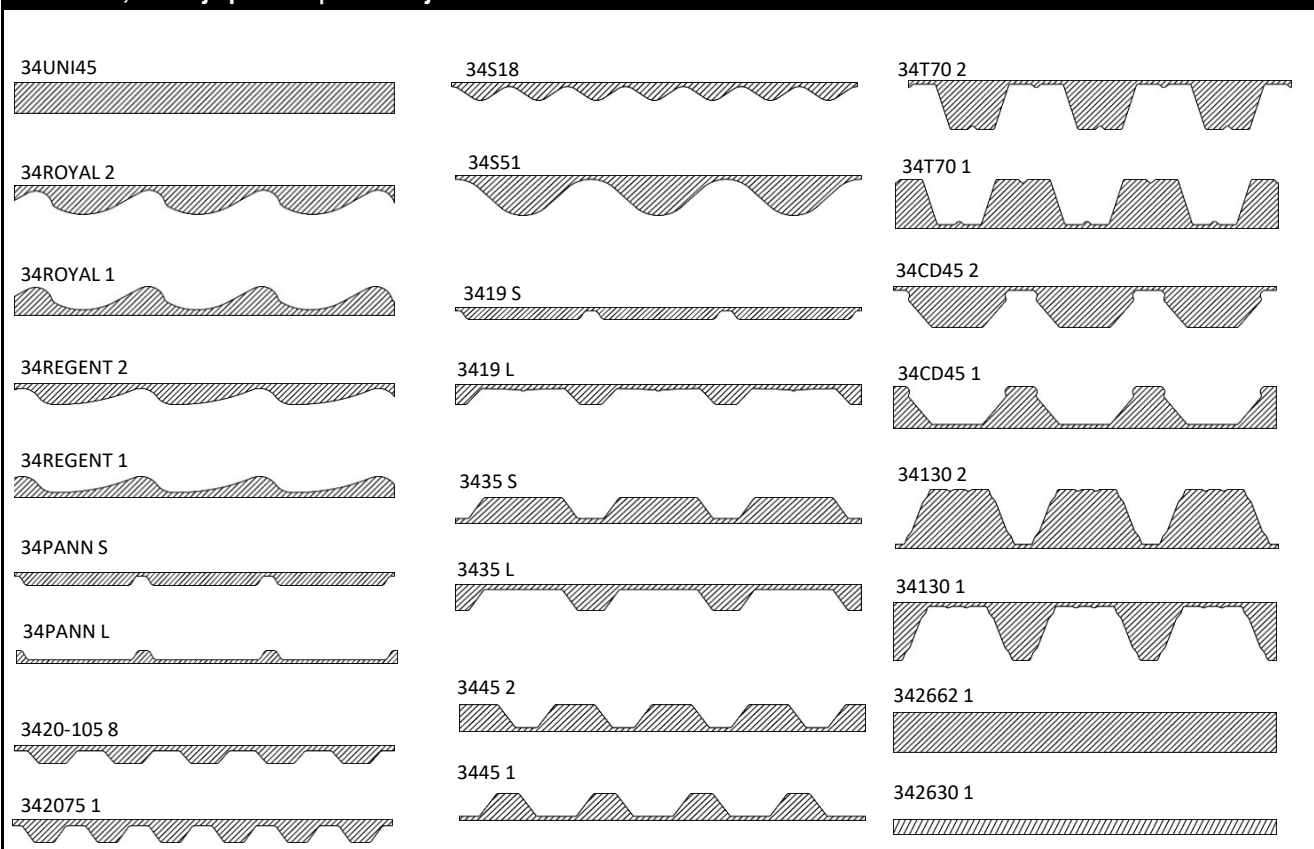 34UNI45
34ROYAL 2
34ROYAL 1
34REGENT 2
34REGENT 1
34PANN S
34PANN L
3420-105 8
342075 1
34S18
34S51
3419 S
3419 L
3435 S
3435 L
3445 2
3445 1
34T70 2
34T70 1
34CD45 2
34CD45 1
34130 2
34130 1
342662 1
342630 1